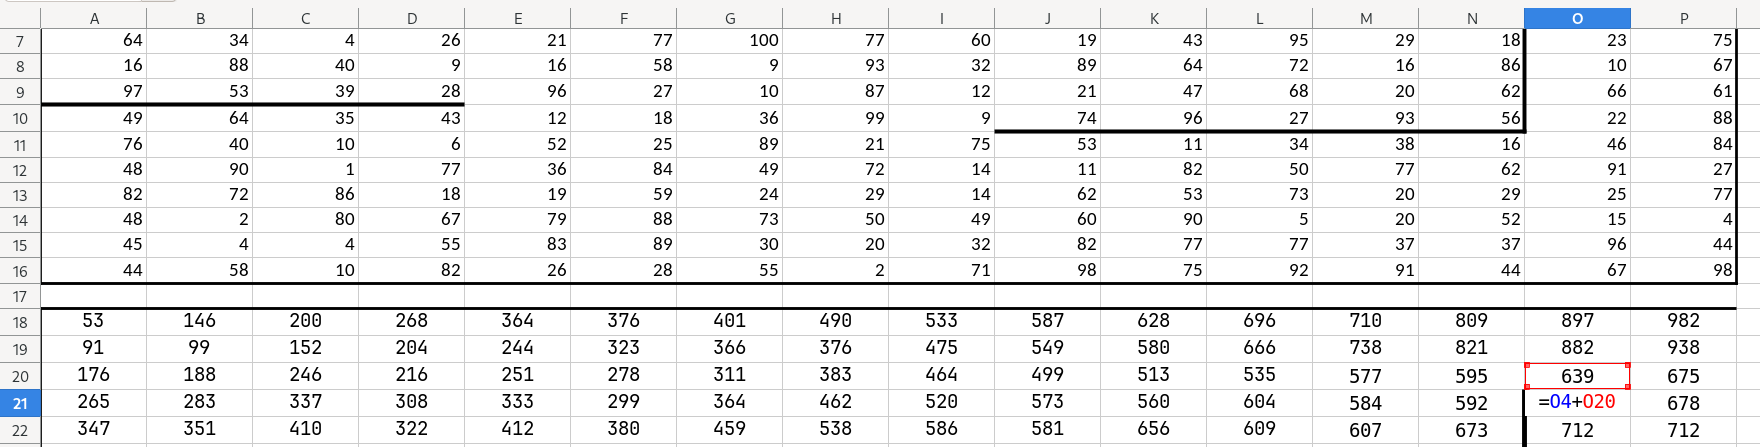 A B C D E F G H I J K L M N O P
7 64 34 4 26 21 77 100 77 60 19 43 95 29 18 23 75
8 16 88 40 9 16 58 9 93 32 89 64 72 16 86 10 67
9 97 53 39 28 96 27 10 87 12 21 47 68 20 62 66 61
10 49 64 35 43 12 18 36 99 9 74 96 27 93 56 22 88
11 76 40 10 6 52 25 89 21 75 53 11 34 38 16 46 84
12 48 90 1 77 36 84 49 72 14 11 82 50 77 62 91 27
13 82 72 86 18 19 59 24 29 14 62 53 73 20 29 25 77
14 48 2 80 67 79 88 73 50 49 60 90 5 20 52 15 4
15 45 4 4 55 83 89 30 20 32 82 77 77 37 37 96 44
16 44 58 10 82 26 28 55 2 71 98 75 92 91 44 67 98
17
18 53 146 200 268 364 376 401 490 533 587 628 696 710 809 897 982
19 91 99 152 204 244 323 366 376 475 549 580 666 738 821 882 938
20 176 188 246 216 251 278 311 383 464 499 513 535 577 595 639 675
21 265 283 337 308 333 299 364 462 520 573 560 604 584 592 =O4+O20 678
22 347 351 410 322 412 380 459 538 586 581 656 609 607 673 712 712